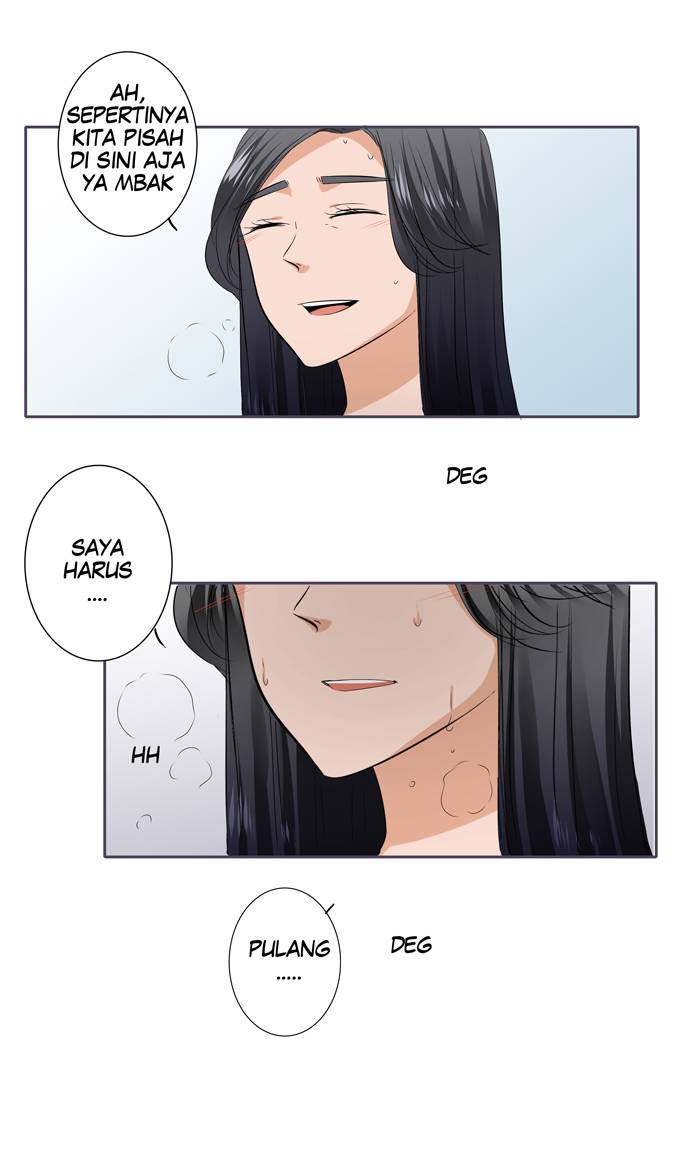 AH,
SEPERTINYA
KITA PISAH
DI SINI AJA
YA MBAK
DEG
SAYA
HARUS
....
HH
PULANG
.....
DEG